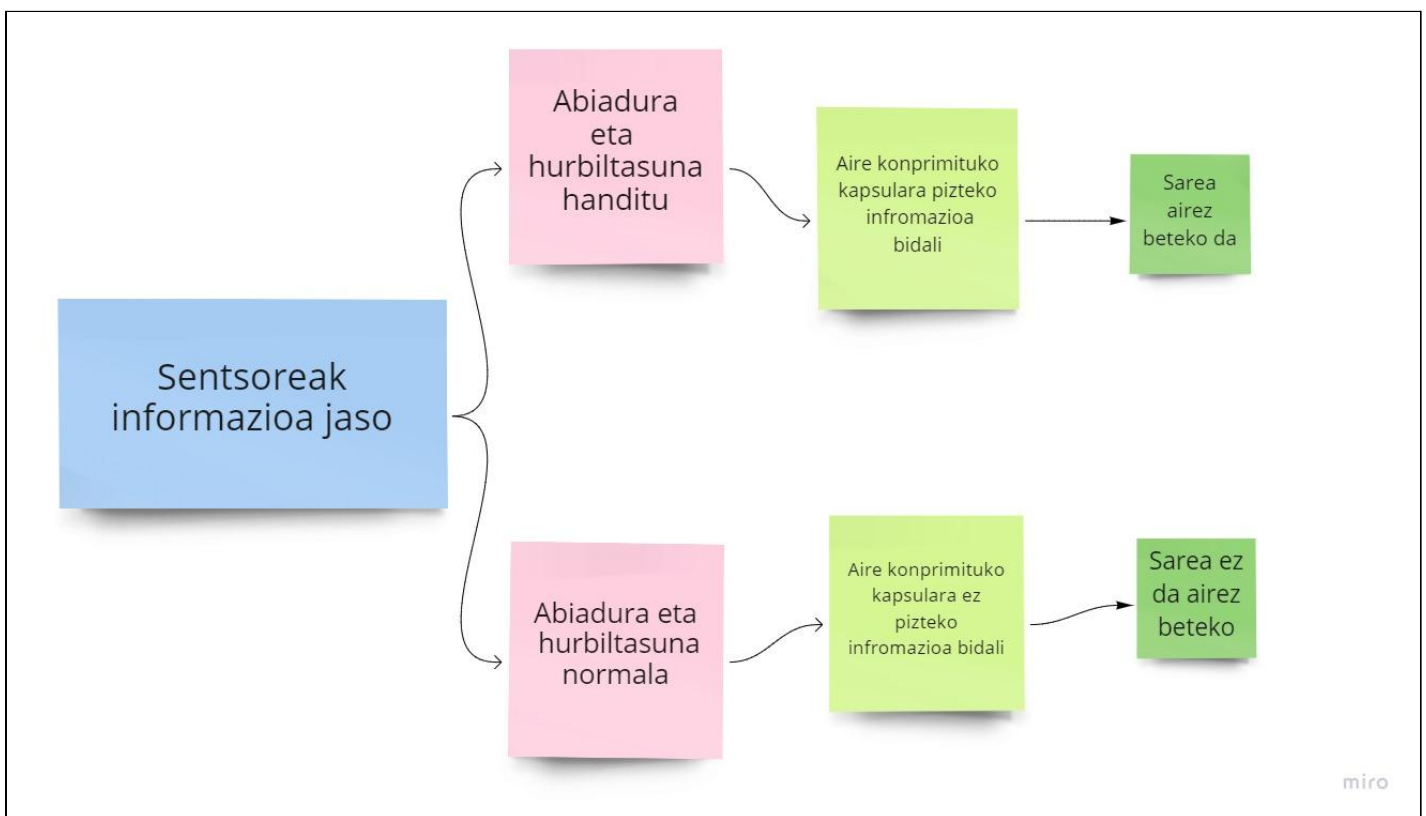 Sentsoreak
informazioa jaso
Abiadura
eta
hurbiltasuna
handitu
Aire konprimituko
kapsulara pizteko
infromazioa
bidali
Sarea
airez
beteko da
Abiadura eta
hurbiltasuna
normala
Aire konprimituko
kapsulara ez
pizteko
infromazioa bidali
Sarea ez
da airez
beteko
miro